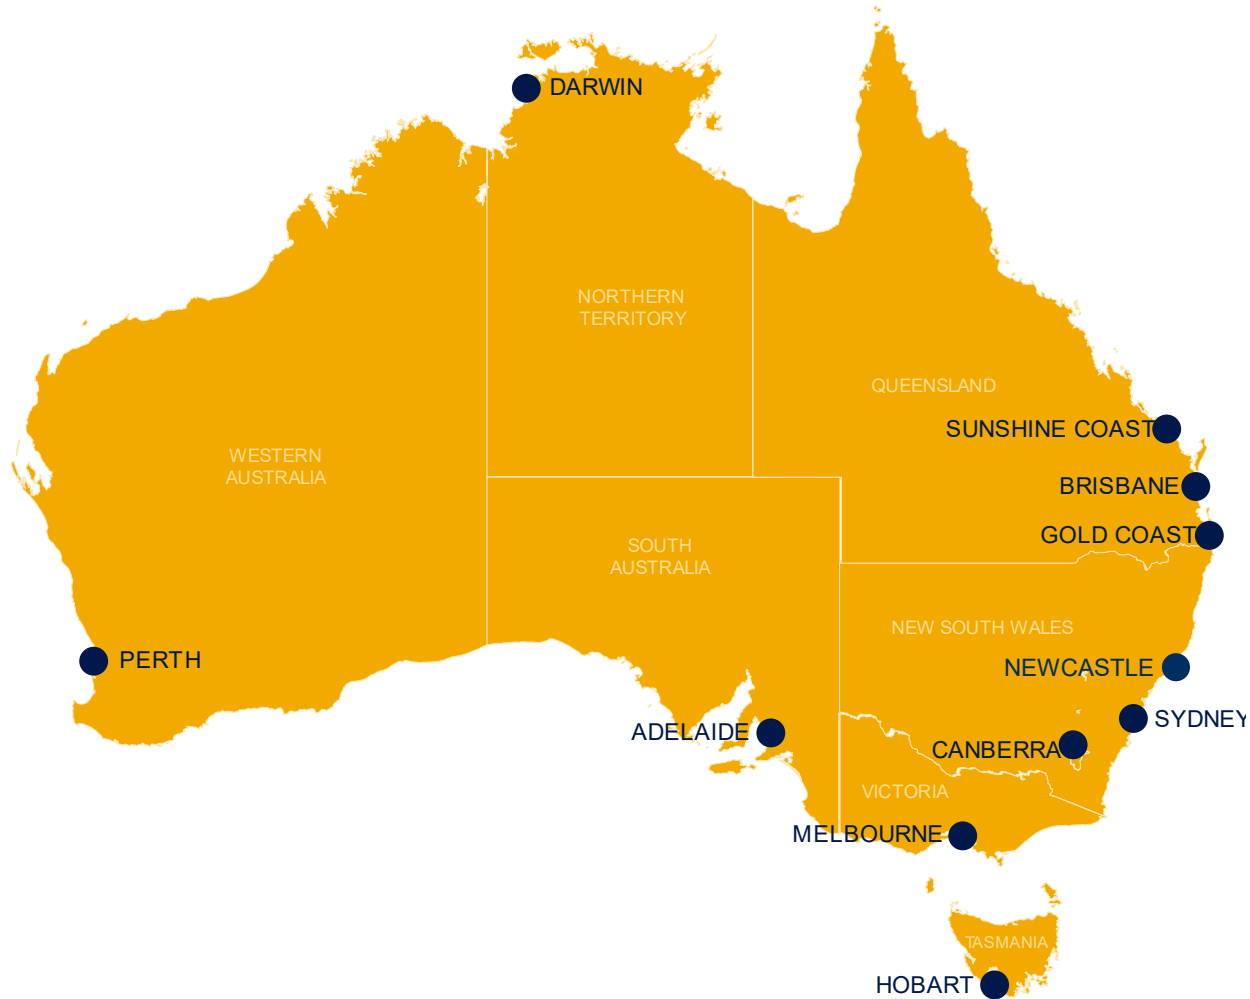 DARWIN
NORTHERN
TERRITORY
QUEENSLAND
SUNSHINE COAST
WESTERN
AUSTRALIA
BRISBANE
GOLD COAST
SOUTH
AUSTRALIA
NEW SOUTH WALES
PERTH
NEWCASTLE
SYDNEY
ADELAIDE
CANBERRA
VICTORIA
MELBOURNE
TASMANIA
HOBART